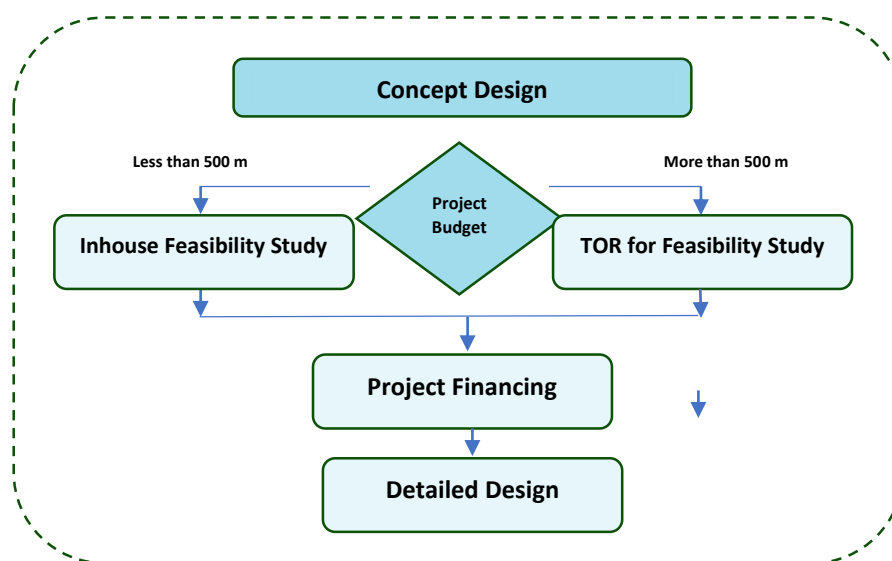 Concept Design
Less than 500 m
More than 500 m
Project
Budget
Inhouse Feasibility Study
TOR for Feasibility Study
Project Financing
Detailed Design